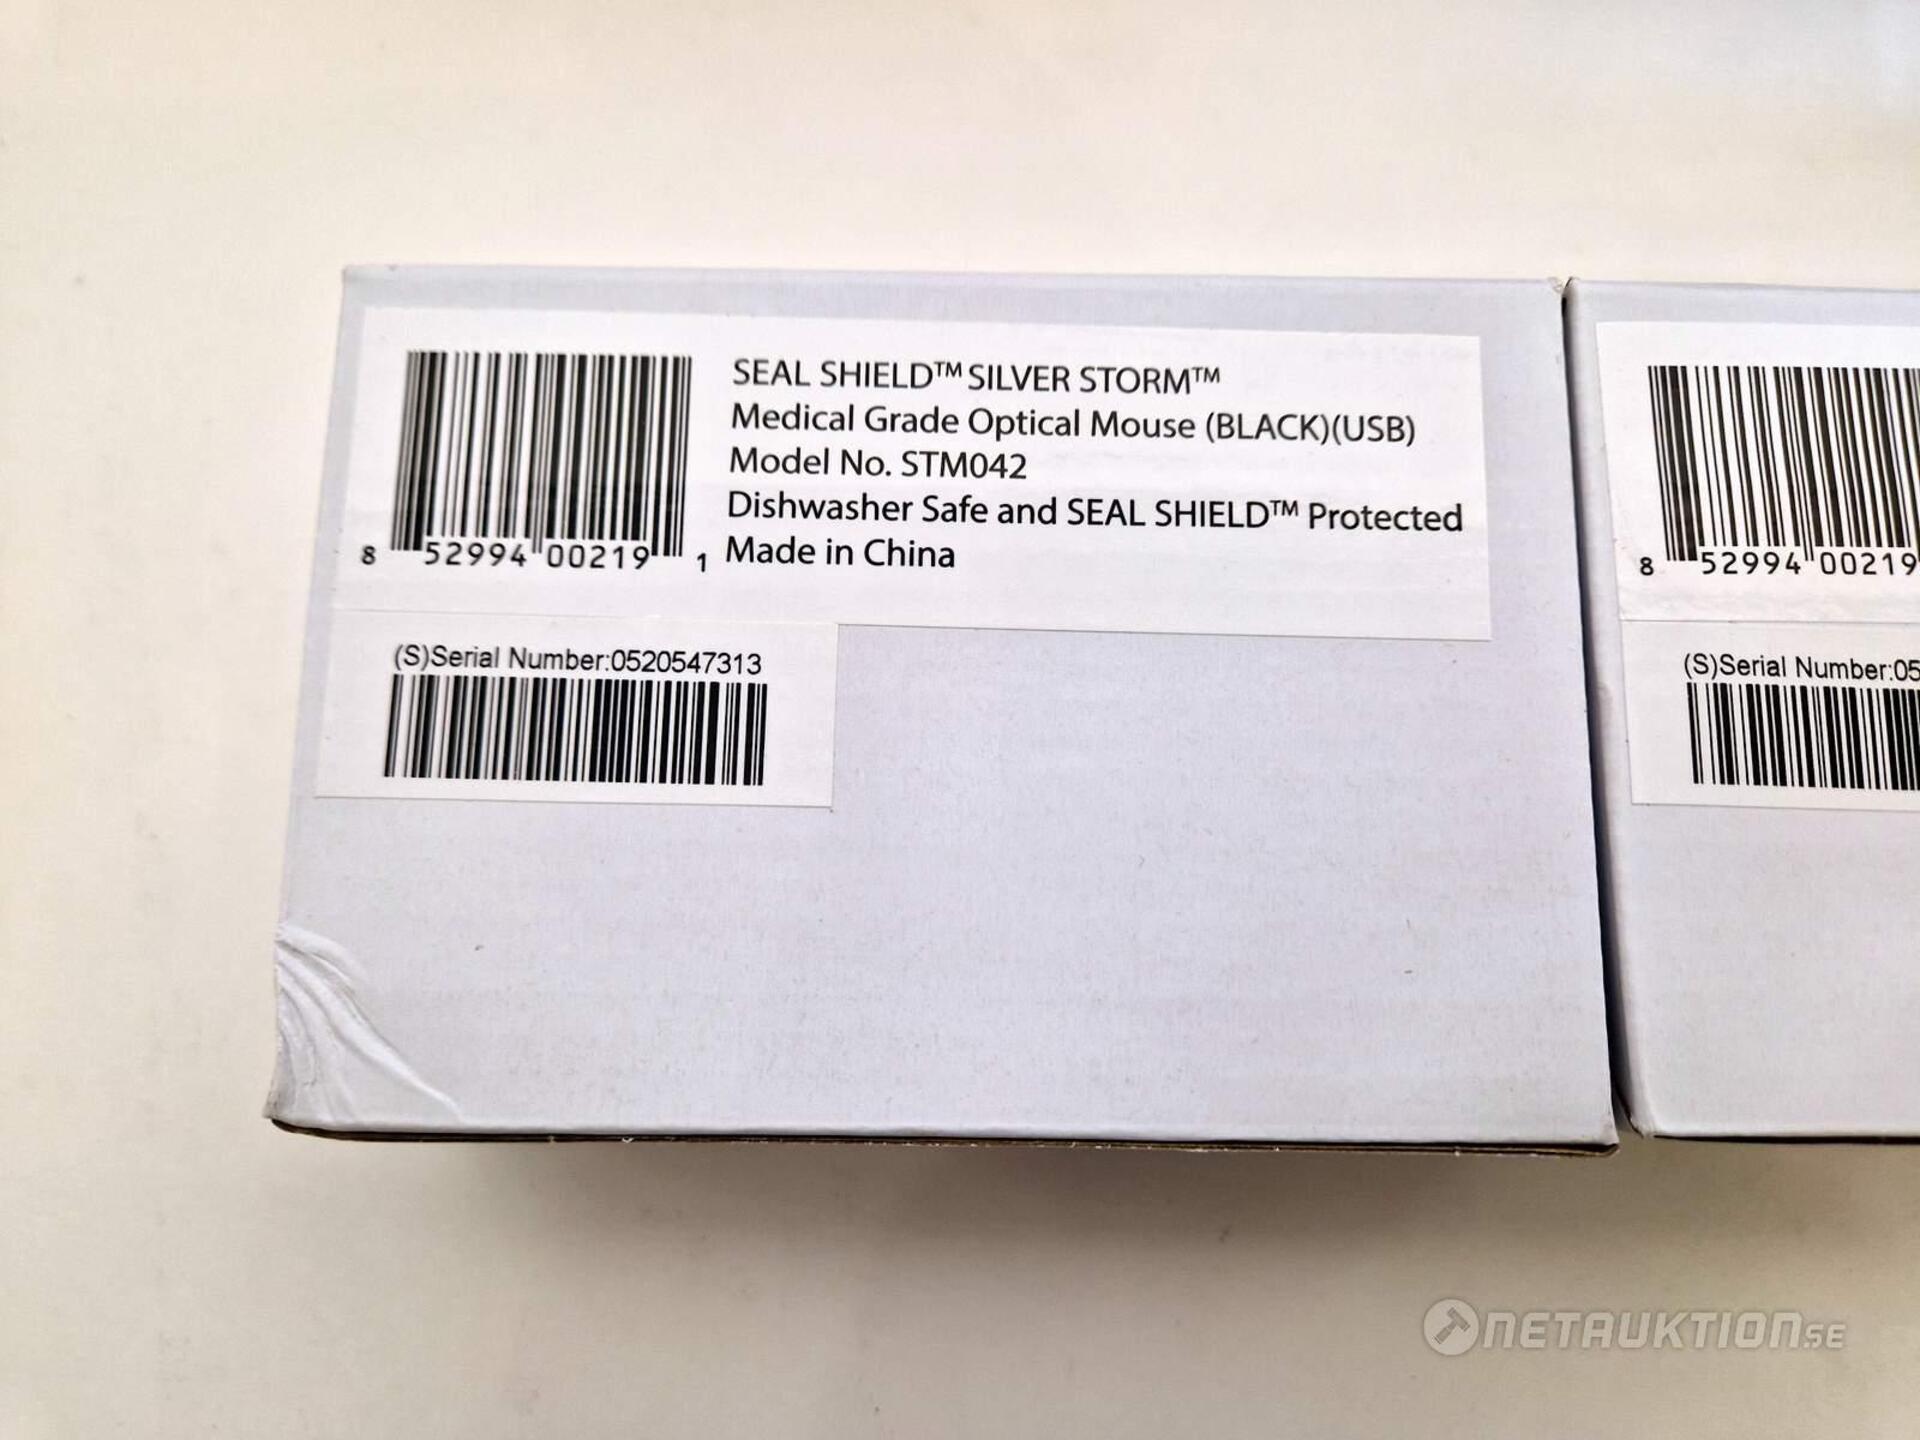 SEAL SHIELD™ SILVER STORM™
Medical Grade Optical Mouse (BLACK)(USB)
Model No. STM042
Dishwasher Safe and SEAL SHIELD™ Protected
Made in China
8 52994 00219 1
(S)Serial Number:0520547313
8 52994 00219
(S)Serial Number:05
NETAUKTION.SE